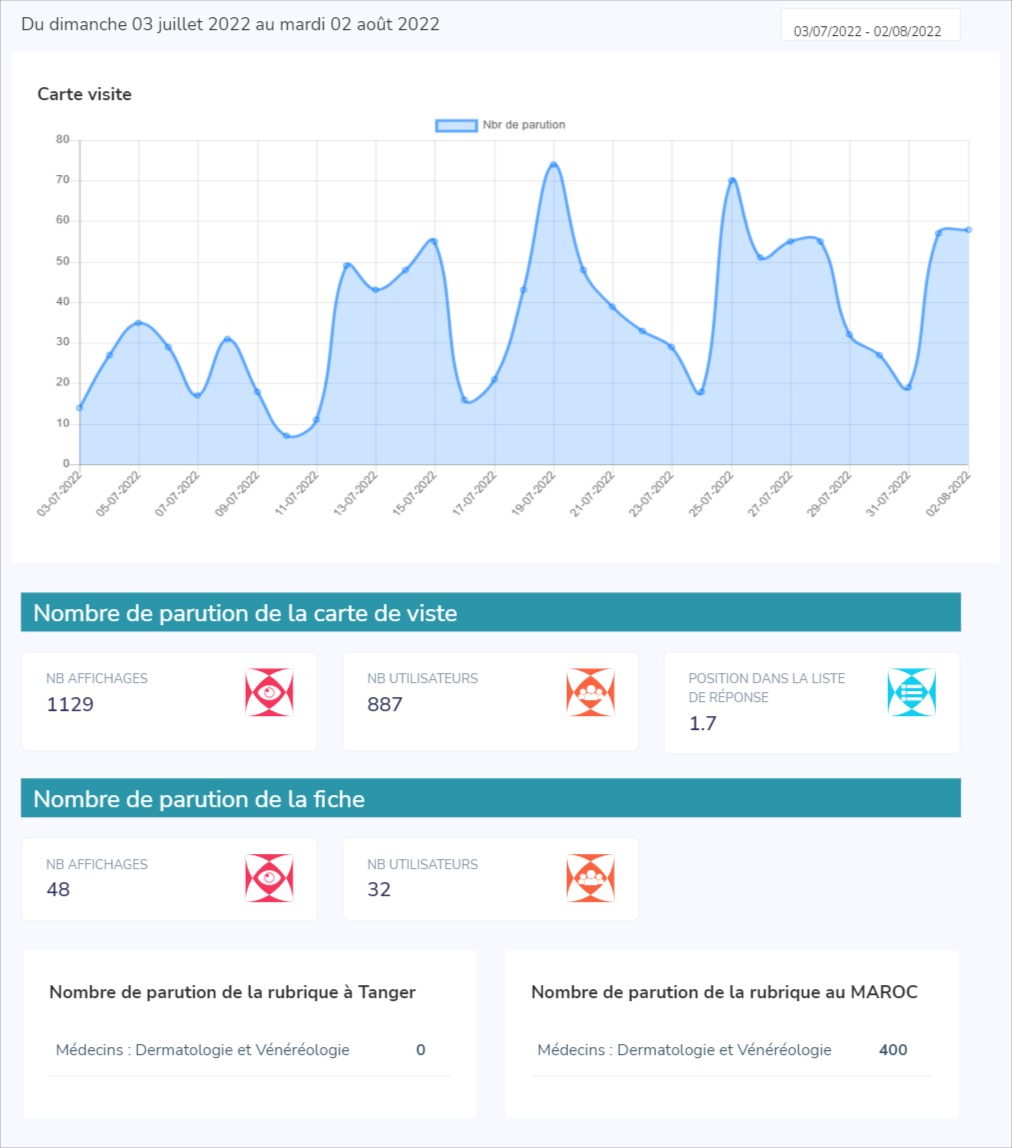 Du dimanche 03 juillet 2022 au mardi 02 août 2022
03/07/2022 - 02/08/2022
Carte visite
Nbr de parution
80
70
60
50
40
30
20
10
0
03-07-2022
05-07-2022
07-07-2022
09-07-2022
11-07-2022
13-07-2022
15-07-2022
17-07-2022
19-07-2022
21-07-2022
23-07-2022
25-07-2022
27-07-2022
29-07-2022
31-07-2022
02-08-2022
Nombre de parution de la carte de viste
NB AFFICHAGES
1129
NB UTILISATEURS
887
POSITION DANS LA LISTE
DE RÉPONSE
1.7
Nombre de parution de la fiche
NB AFFICHAGES
48
NB UTILISATEURS
32
Nombre de parution de la rubrique à Tanger
Médecins : Dermatologie et Vénéréologie 0
Nombre de parution de la rubrique au MAROC
Médecins : Dermatologie et Vénéréologie 400